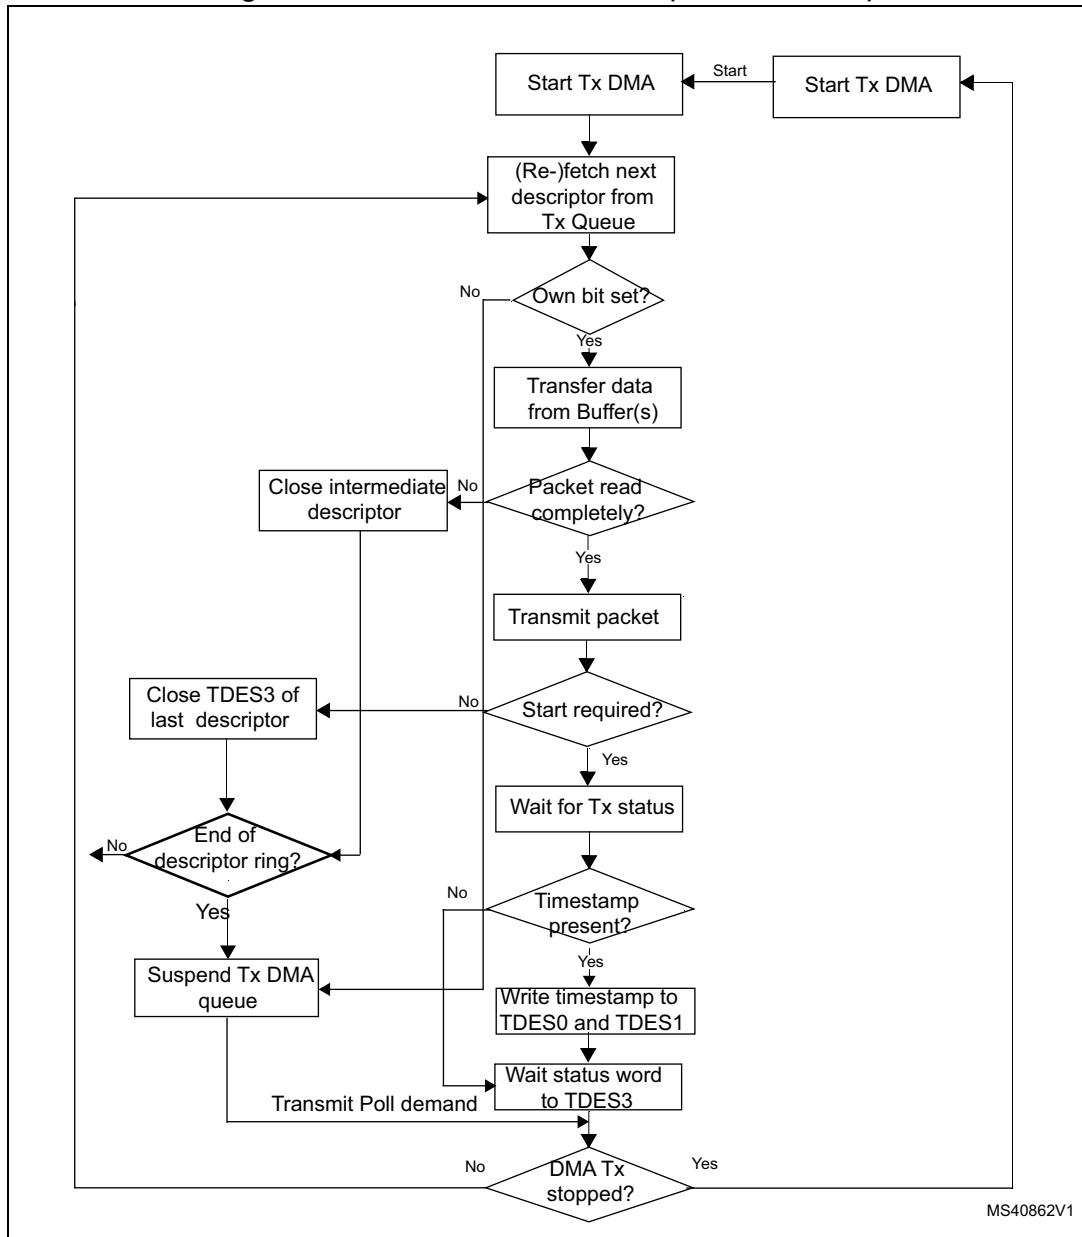 Start Tx DMA
Start
Start Tx DMA
(Re-)fetch next
descriptor from
Tx Queue
No
Own bit set?
Yes
Transfer data
from Buffer(s)
Close intermediate
descriptor
No
Packet read
completely?
Yes
Transmit packet
Close TDES3 of
last descriptor
No
Start required?
Yes
Wait for Tx status
No
End of
descriptor ring?
Yes
No
Timestamp
present?
Yes
Suspend Tx DMA
queue
Write timestamp to
TDES0 and TDES1
Wait status word
to TDES3
Transmit Poll demand
No
DMA Tx
stopped?
Yes
MS40862V1